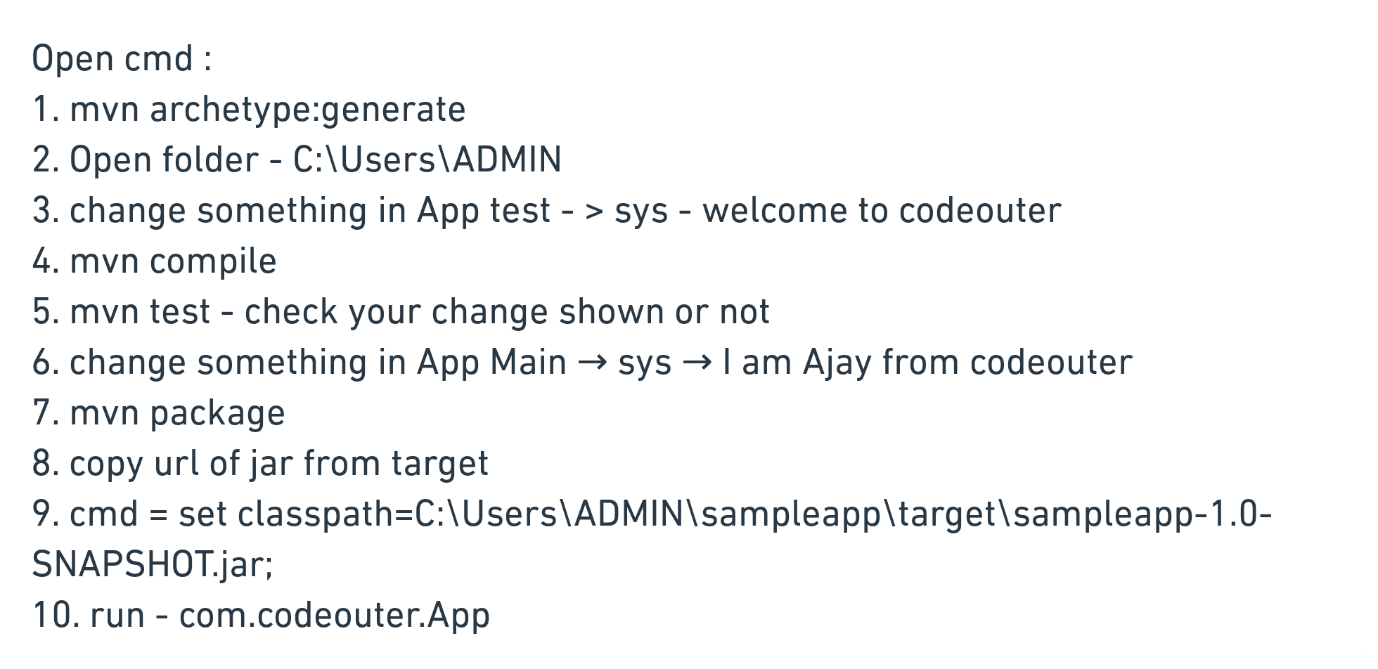 Open cmd :
1. mvn archetype:generate
2. Open folder - C:\Users\ADMIN
3. change something in App test - > sys - welcome to codeouter
4. mvn compile
5. mvn test - check your change shown or not
6. change something in App Main → sys → I am Ajay from codeouter
7. mvn package
8. copy url of jar from target
9. cmd = set classpath=C:\Users\ADMIN\sampleapp\target\sampleapp-1.0-
SNAPSHOT.jar;
10. run - com.codeouter.App